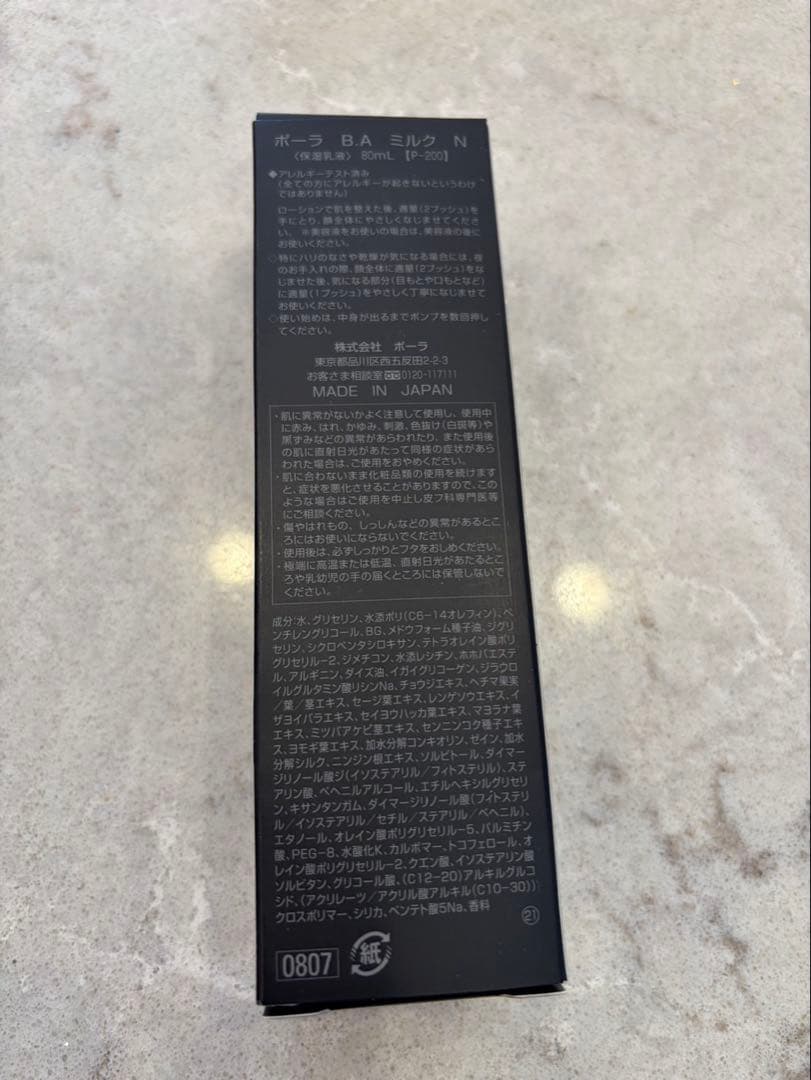 ポーラ B.A ミルク N
〈保湿乳液〉 80mL 【P-200】
◆アレルギーテスト済み
(全ての方にアレルギーが起きないというわけ
ではありません)
ローションで肌を整えた後、適量(2プッシュ)を
手にとり、顔全体にやさしくなじませてくださ
い。 ※美容液をお使いの場合は、美容液の後に
お使いください。
◇特にハリのなさや乾燥が気になる場合には、夜
のお手入れの際、顔全体に適量(2プッシュ)をな
じませた後、気になる部分(目もとや口もとなど)
に適量(1プッシュ)をやさしく丁寧になじませて
お使いください。
◇使い始めは、中身が出るまでポンプを数回押し
てください。
株式会社 ポーラ
東京都品川区西五反田2-2-3
お客さま相談室 0120-117111
MADE IN JAPAN
・肌に異常がないかよく注意して使用し、使用中
に赤み、はれ、かゆみ、刺激、色抜け(白斑等)や
黒ずみなどの異常があらわれたり、また使用後
の肌に直射日光があたって同様の症状があら
われた場合は、ご使用をおやめください。
・肌に合わないまま化粧品類の使用を続けます
と、症状を悪化させることがありますので、この
ような場合はご使用を中止し皮フ科専門医等
にご相談ください。
・傷やはれもの、しっしんなどの異常があるとこ
ろにはお使いにならないでください。
・使用後は、必ずしっかりとフタをおしめください。
・極端に高温または低温、直射日光があたるとこ
ろや乳幼児の手の届くところには保管しないで
ください。
成分:水、グリセリン、水添ポリ(C6-14オレフィン)、ペ
ンチレングリコール、BG、メドウフォーム種子油、ジグリ
セリン、シクロペンタシロキサン、テトラオレイン酸ポリ
グリセリル-2、ジメチコン、水添レシチン、ホホバエステ
ル、アルギニン、ダイズ油、イガイグリコーゲン、ジラウロ
イルグルタミン酸リシンNa、チョウジエキス、ヘチマ果実
/葉/茎エキス、セージ葉エキス、レンゲソウエキス、イ
ザヨイバラエキス、セイヨウハッカ葉エキス、マヨラナ葉
エキス、ミツバアケビ茎エキス、センニンコク種子エキ
ス、ヨモギ葉エキス、加水分解コンキオリン、ゼイン、加水
分解シルク、ニンジン根エキス、ソルビトール、ダイマー
ジリノール酸ジ(イソステアリル/フィトステリル)、ステ
アリン酸、ベヘニルアルコール、エチルヘキシルグリセリ
ン、キサンタンガム、ダイマージリノール酸(フィトステリ
ル/イソステアリル/セチル/ステアリル/ベヘニル)、
エタノール、オレイン酸ポリグリセリル-5、パルミチン
酸、PEG-8、水酸化K、カルボマー、トコフェロール、オ
レイン酸ポリグリセリル-2、クエン酸、イソステアリン酸
ソルビタン、グリコール酸、(C12-20)アルキルグルコ
シド、(アクリレーツ/アクリル酸アルキル(C10-30))
クロスポリマー、シリカ、ペンテト酸5Na、香料
21
0807 紙